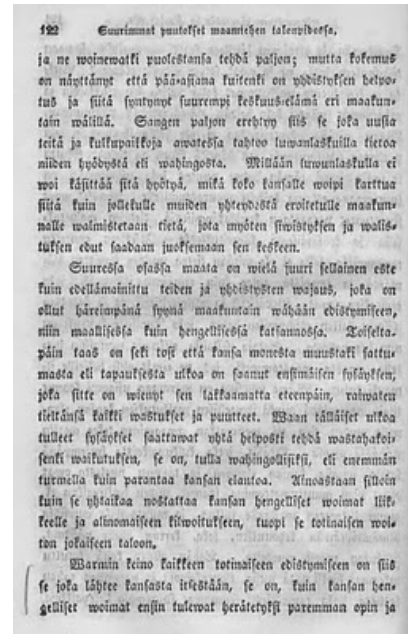 122 Suurimmat puutokset maamiehen talonpidossa.
ja ne woinewatki puolestansa tehdä paljon; mutta kokemus
on näyttänyt että pää-asiana kuitenki on yhdistyksen helpo-
tus ja siitä syntynyt suurempi keskuus-elämä eri maakun-
tain wälillä. Sangen paljon erehtyy siis se joka uusia
teitä ja kulkupaikkoja awatessa tahtoo luwunlaskuilla tietoa
niiden hyödystä eli wahingosta. Millään luwunlaskulla ei
woi käsittää sitä hyötyä, mikä koko kansalle woipi karttua
siitä kuin jollekulle muiden yhteydestä eroitetulle maakun-
nalle walmistetaan tietä, jota myöten siwistyksen ja walis-
tuksen edut saadaan juoksemaan sen keskeen.
Suuressa osassa maata on wielä juuri sellainen este
kuin edellämainittu teiden ja yhdistysten wajaus, joka on
ollut häreimpänä syynä maakuntain wähään edistymiseen,
niin maallisessa kuin hengellisessä katsannossa. Toiselta-
päin taas on seki tosi että kansa monesta muustaki sattu-
masta eli tapauksesta ulkoa on saanut ensimäisen sysäyksen,
joka sitte on wienyt sen lakkaamatta eteenpäin, raiwaten
tieltänsä kaikki wastukset ja puutteet. Waan tällaiset ulkoa
tulleet sysäykset saattawat yhtä helposti tehdä wastahakoi-
senki waikutuksen, se on, tulla wahingollisiksi, eli enemmän
turmella kuin parantaa kansan elantoa. Ainoastaan silloin
kuin se yhtaikaa nostattaa kansan hengelliset woimat liik-
keelle ja alinomaiseen kilwoitukseen, tuopi se totinaisen woi-
ton jokaiseen taloon.
Warmin keino kaikkeen totimaiseen edistymiseen on siis
se joka lähtee kansasta itsestään, se on, kuin kansan hen-
gelliset woimat ensin tulewat herätetyksi paremman opin ja